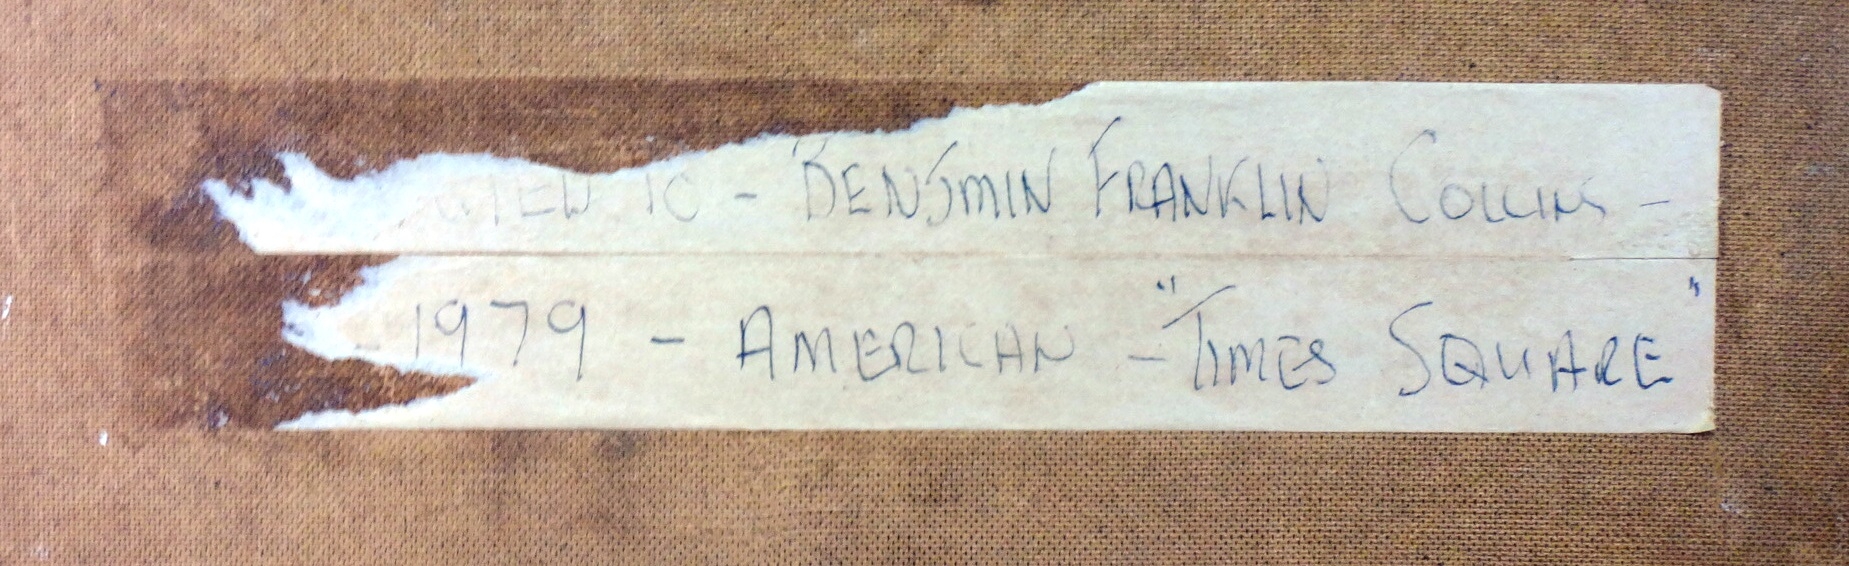 - BENJMIN FRANKLIN COLLINS -
- 1979 - AMERICAN - "TIMES SQUARE"